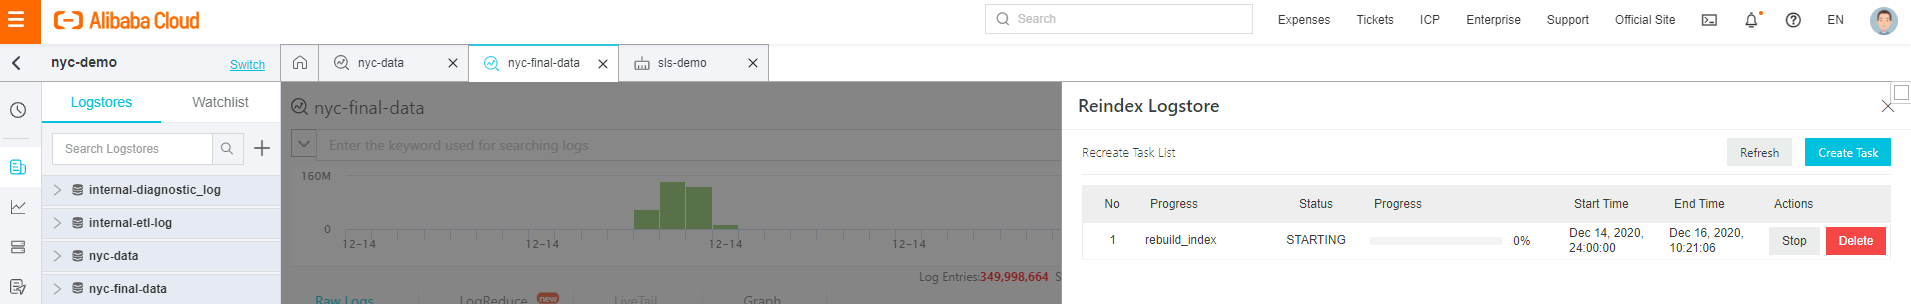 Alibaba Cloud
Search
Expenses
Tickets
ICP
Enterprise
Support
Official Site
EN
nyc-demo
Switch
nyc-data
nyc-final-data
sls-demo
Logstores
Watchlist
Search Logstores
internal-diagnostic_log
internal-etl-log
nyc-data
nyc-final-data
nyc-final-data
Enter the keyword used for searching logs
160M
0
12-14
12-14
12-14
12-14
Log Entries:349,998,664 S
Raw Logs
LogReduce
new
LiveTail
Graph
Reindex Logstore
Recreate Task List
Refresh
Create Task
No
Progress
Status
Progress
Start Time
End Time
Actions
1
rebuild_index
STARTING
0%
Dec 14, 2020,
24:00:00
Dec 16, 2020,
10:21:06
Stop
Delete